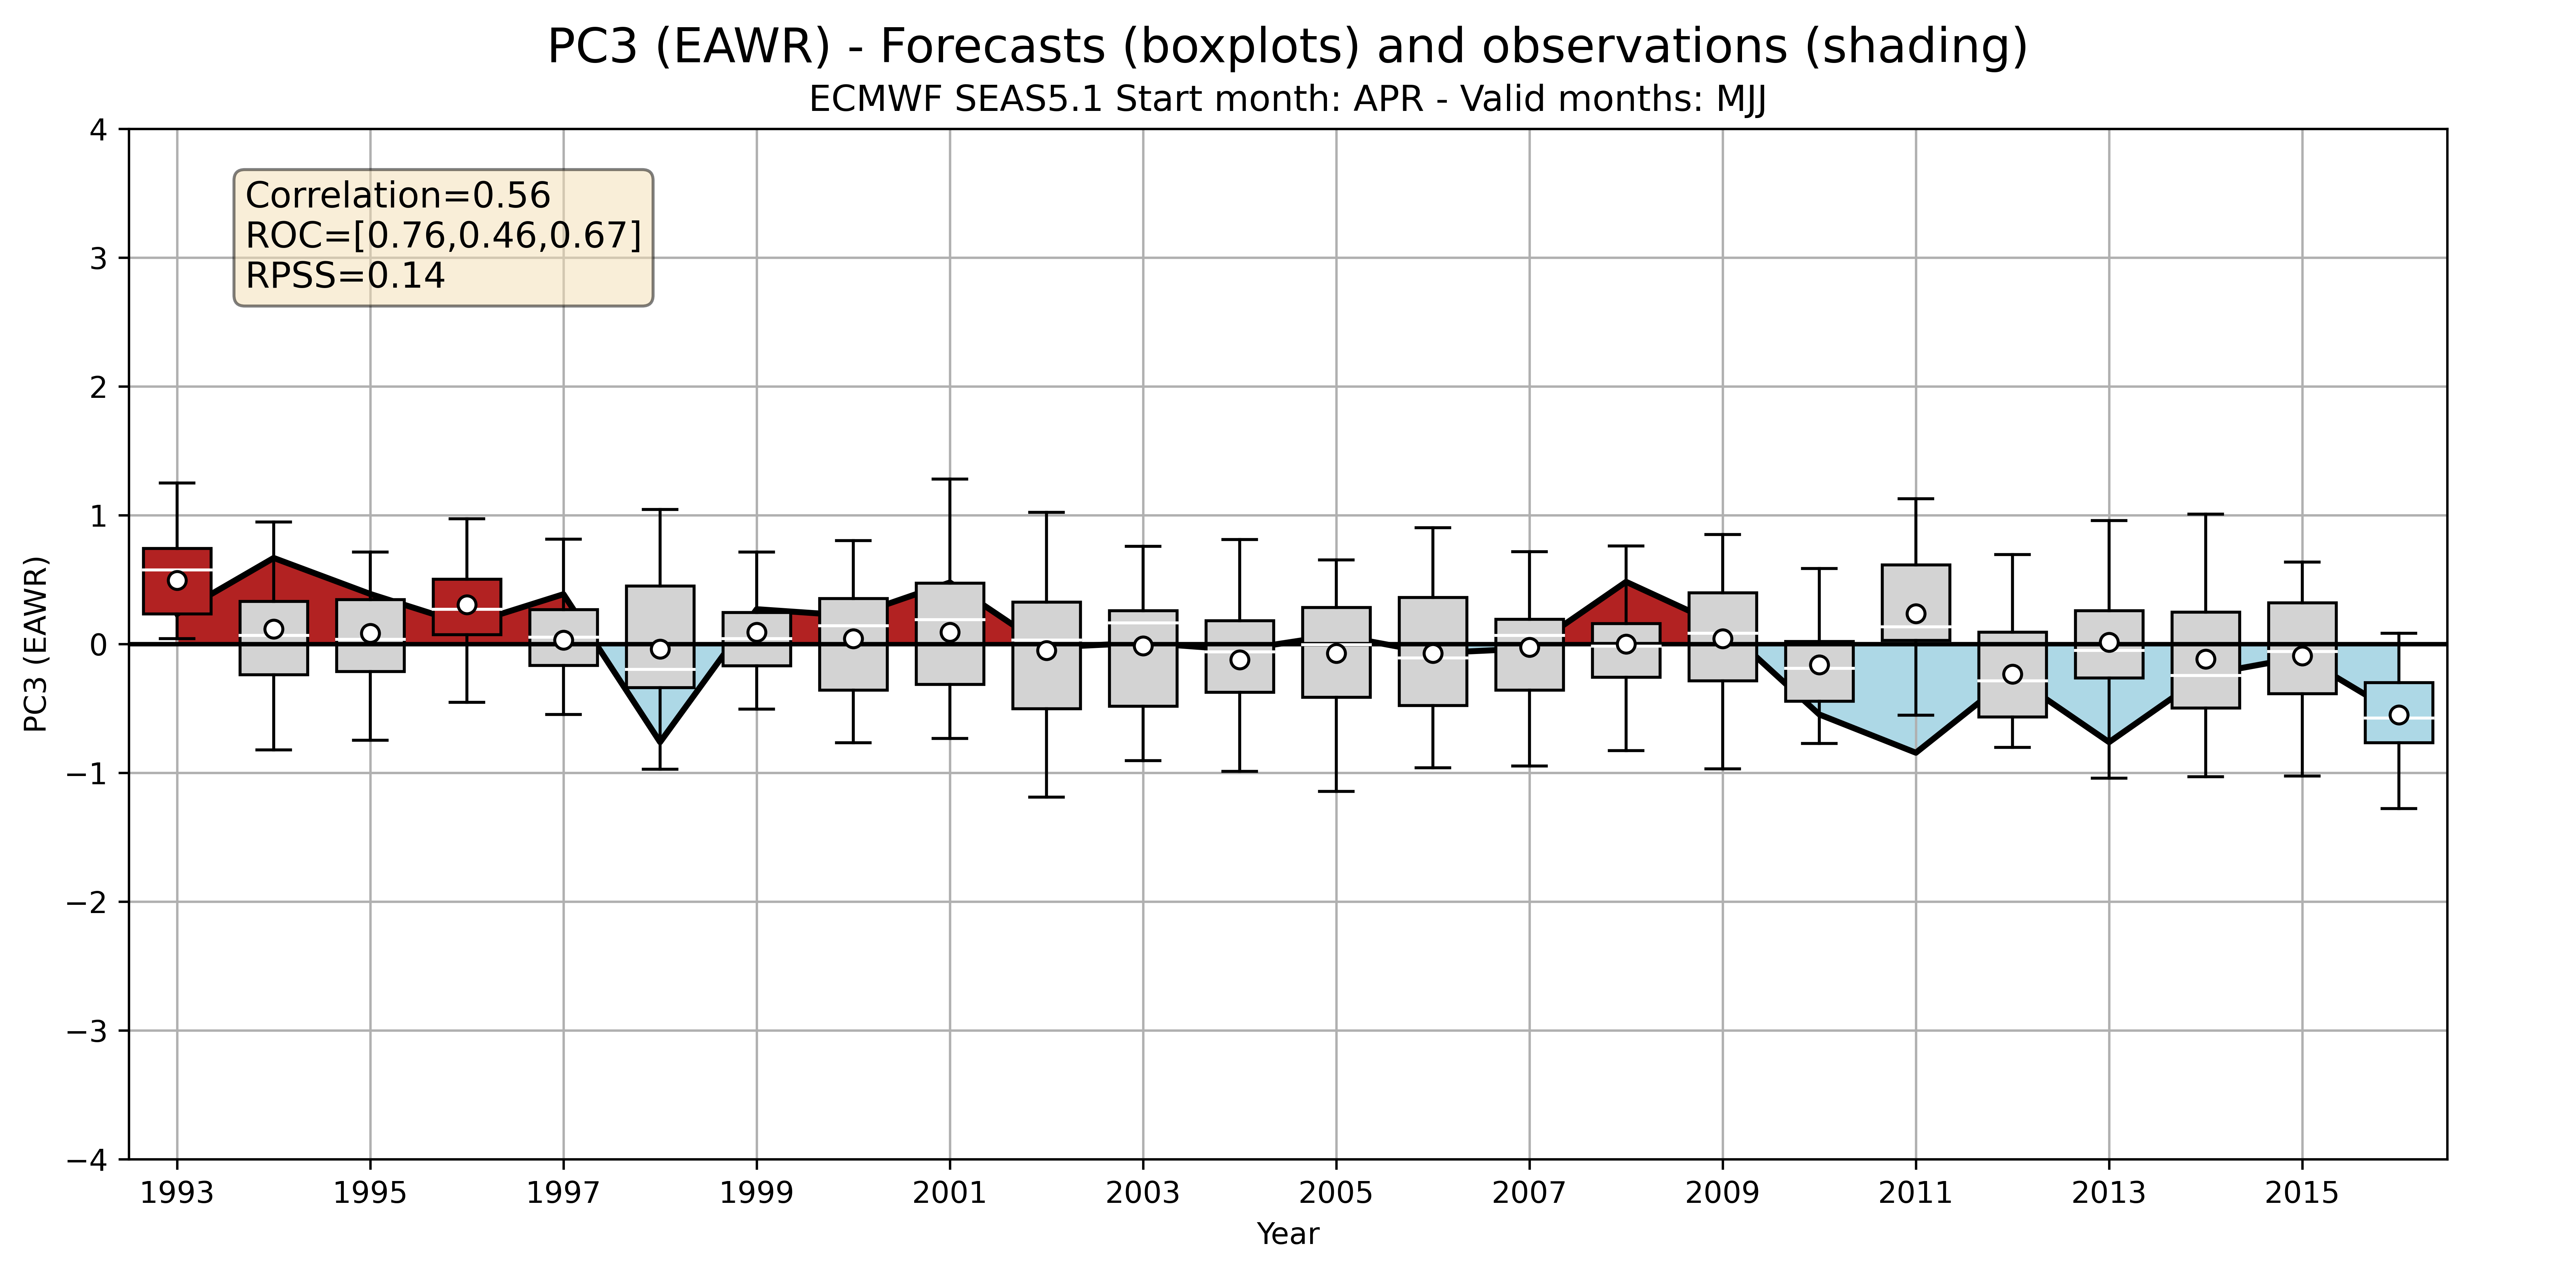 PC3 (EAWR) - Forecasts (boxplots) and observations (shading)
ECMWF SEAS5.1 Start month: APR - Valid months: MJJ
Correlation=0.56
ROC=[0.76,0.46,0.67]
RPSS=0.14
PC3 (EAWR)
4
3
2
1
0
−1
−2
−3
−4
1993 1995 1997 1999 2001 2003 2005 2007 2009 2011 2013 2015
Year